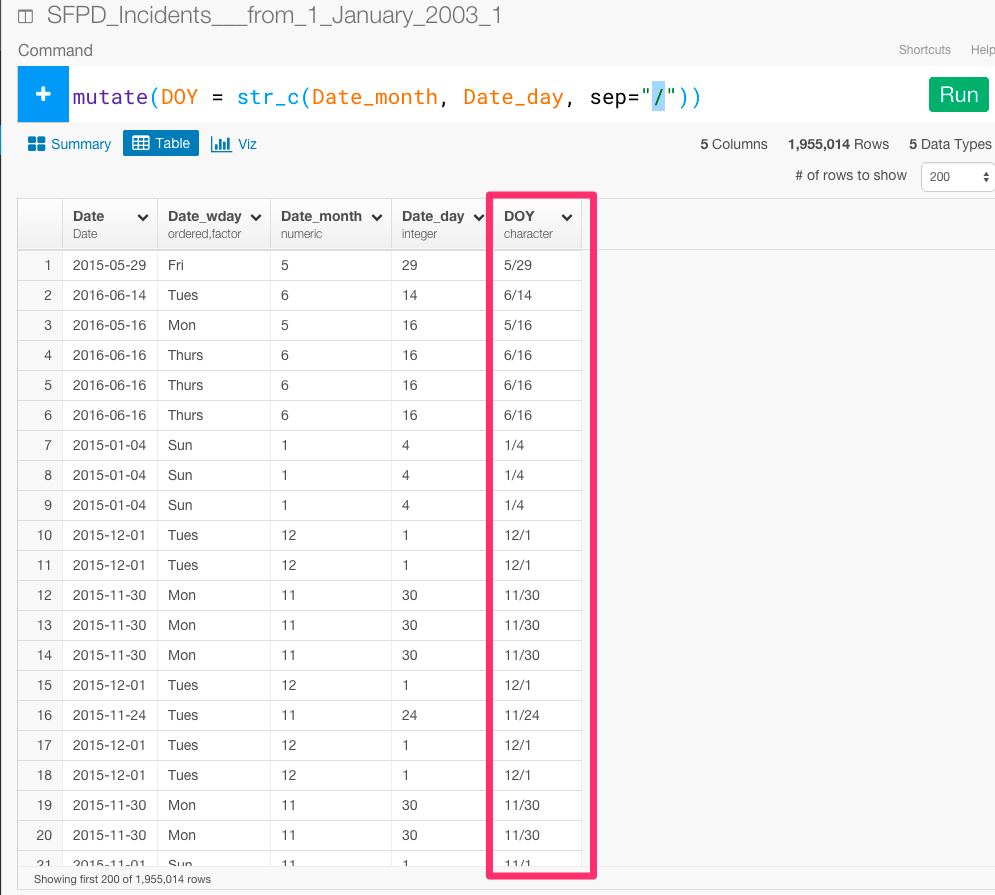 SFPD_Incidents___from_1_January_2003_1
Command Shortcuts Help
+ mutate(DOY = str_c(Date_month, Date_day, sep="/")) Run
Summary Table Viz 5 Columns 1,955,014 Rows 5 Data Types
# of rows to show 200
Date Date_wday Date_month Date_day DOY
Date ordered,factor numeric integer character
1 2015-05-29 Fri 5 29 5/29
2 2016-06-14 Tues 6 14 6/14
3 2016-05-16 Mon 5 16 5/16
4 2016-06-16 Thurs 6 16 6/16
5 2016-06-16 Thurs 6 16 6/16
6 2016-06-16 Thurs 6 16 6/16
7 2015-01-04 Sun 1 4 1/4
8 2015-01-04 Sun 1 4 1/4
9 2015-01-04 Sun 1 4 1/4
10 2015-12-01 Tues 12 1 12/1
11 2015-12-01 Tues 12 1 12/1
12 2015-11-30 Mon 11 30 11/30
13 2015-11-30 Mon 11 30 11/30
14 2015-11-30 Mon 11 30 11/30
15 2015-12-01 Tues 12 1 12/1
16 2015-11-24 Tues 11 24 11/24
17 2015-12-01 Tues 12 1 12/1
18 2015-12-01 Tues 12 1 12/1
19 2015-11-30 Mon 11 30 11/30
20 2015-11-30 Mon 11 30 11/30
21 2015-11-01 Sun 11 1 11/1
Showing first 200 of 1,955,014 rows